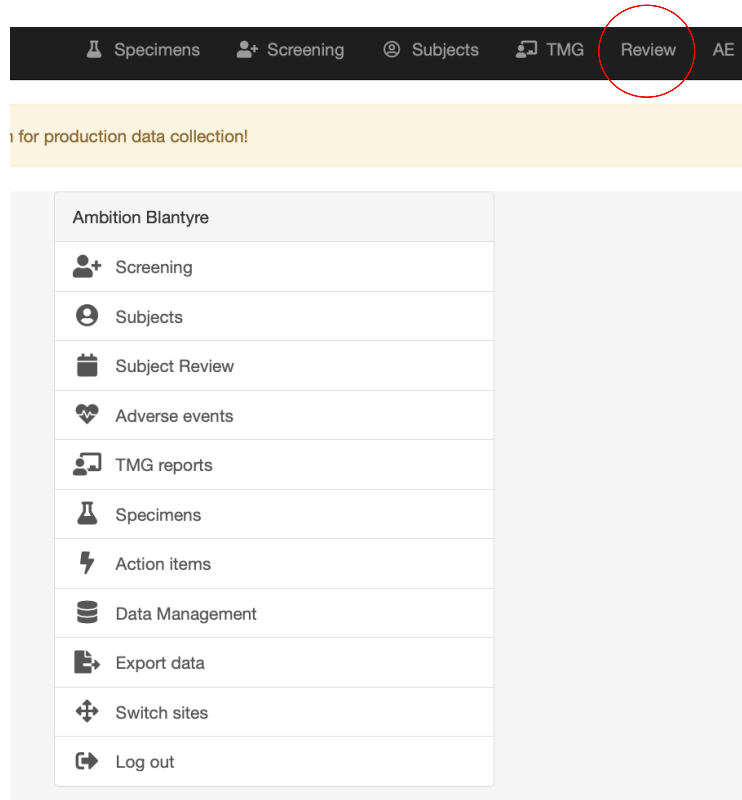 Specimens Screening Subjects TMG Review AE
for production data collection!
Ambition Blantyre
Screening
Subjects
Subject Review
Adverse events
TMG reports
Specimens
Action items
Data Management
Export data
Switch sites
Log out